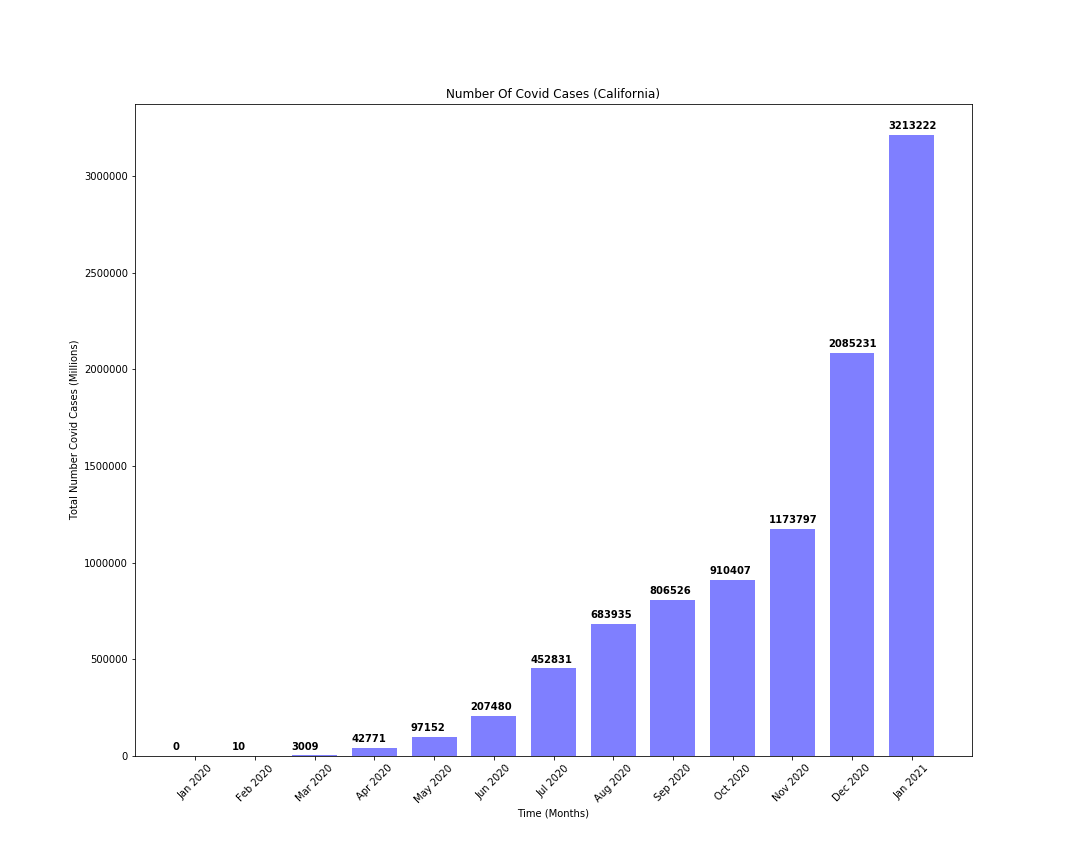 Number Of Covid Cases (California)
Total Number Covid Cases (Millions)
3000000
2500000
2000000
1500000
1000000
500000
0
0
10
3009
42771
97152
207480
452831
683935
806526
910407
1173797
2085231
3213222
Jan 2020
Feb 2020
Mar 2020
Apr 2020
May 2020
Jun 2020
Jul 2020
Aug 2020
Sep 2020
Oct 2020
Nov 2020
Dec 2020
Jan 2021
Time (Months)